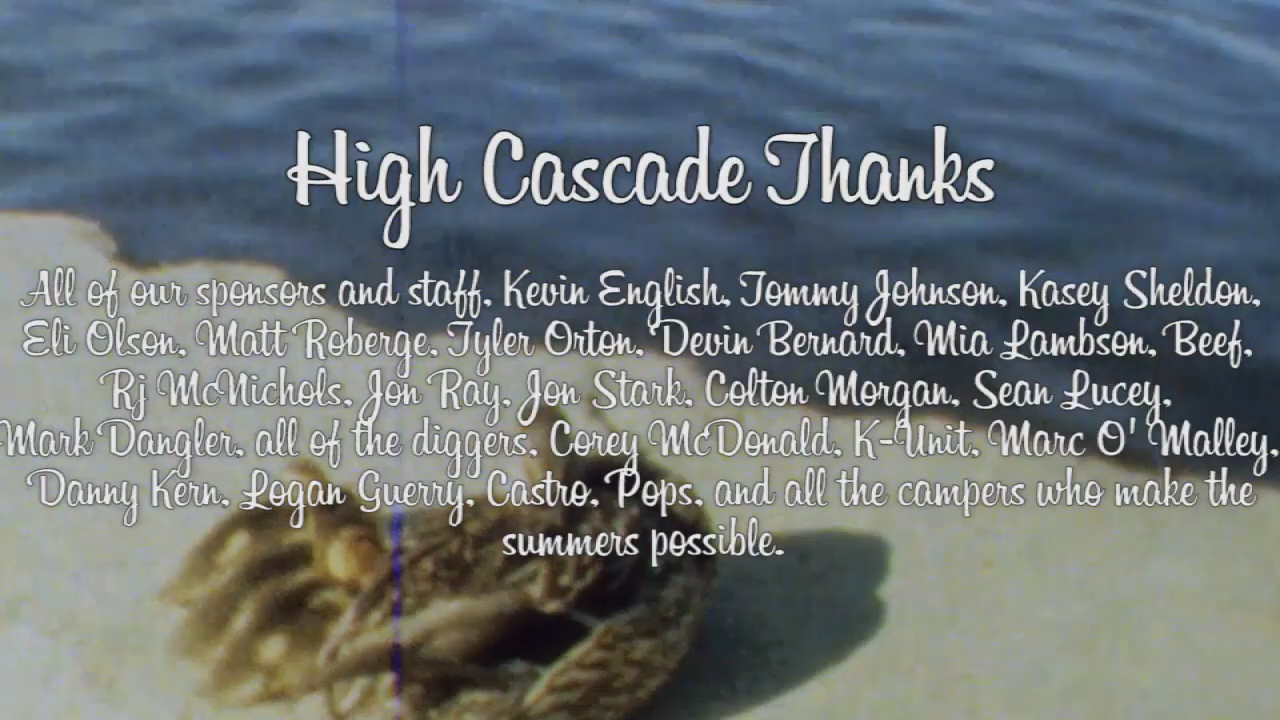 High Cascade Thanks
All of our sponsors and staff, Kevin English, Tommy Johnson, Kasey Sheldon,
Eli Olson, Matt Roberge, Tyler Orton, Devin Bernard, Mia Lambson, Beef,
Rj McNichols, Jon Ray, Jon Stark, Colton Morgan, Sean Lucey,
Mark Dangler, all of the diggers, Corey McDonald, K-Unit, Marc O' Malley,
Danny Kern, Logan Guerry, Castro, Pops, and all the campers who make the
summers possible.